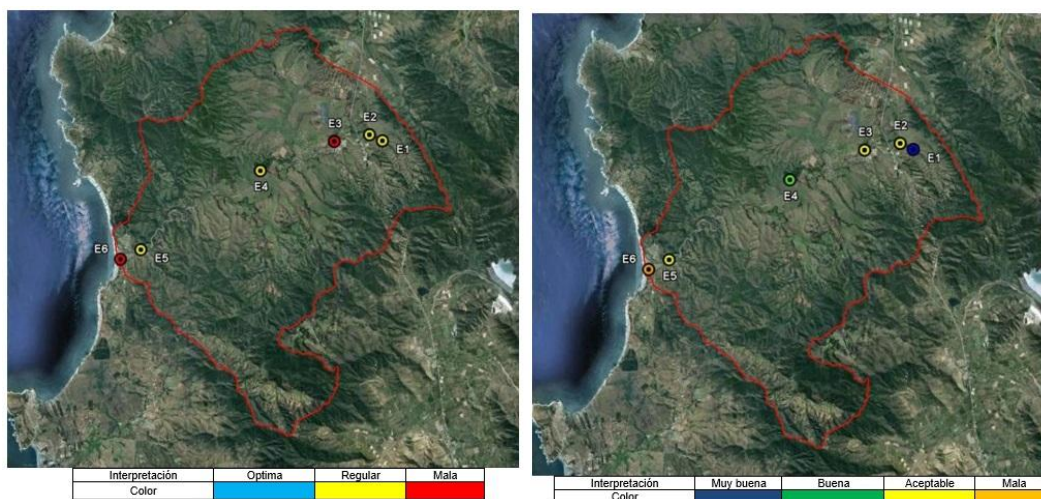 E3
E2
E1
E4
E6
E5
Interpretación Optima Regular Mala
Color
E3
E2
E1
E4
E6
E5
Interpretación Muy buena Buena Aceptable Mala
Color